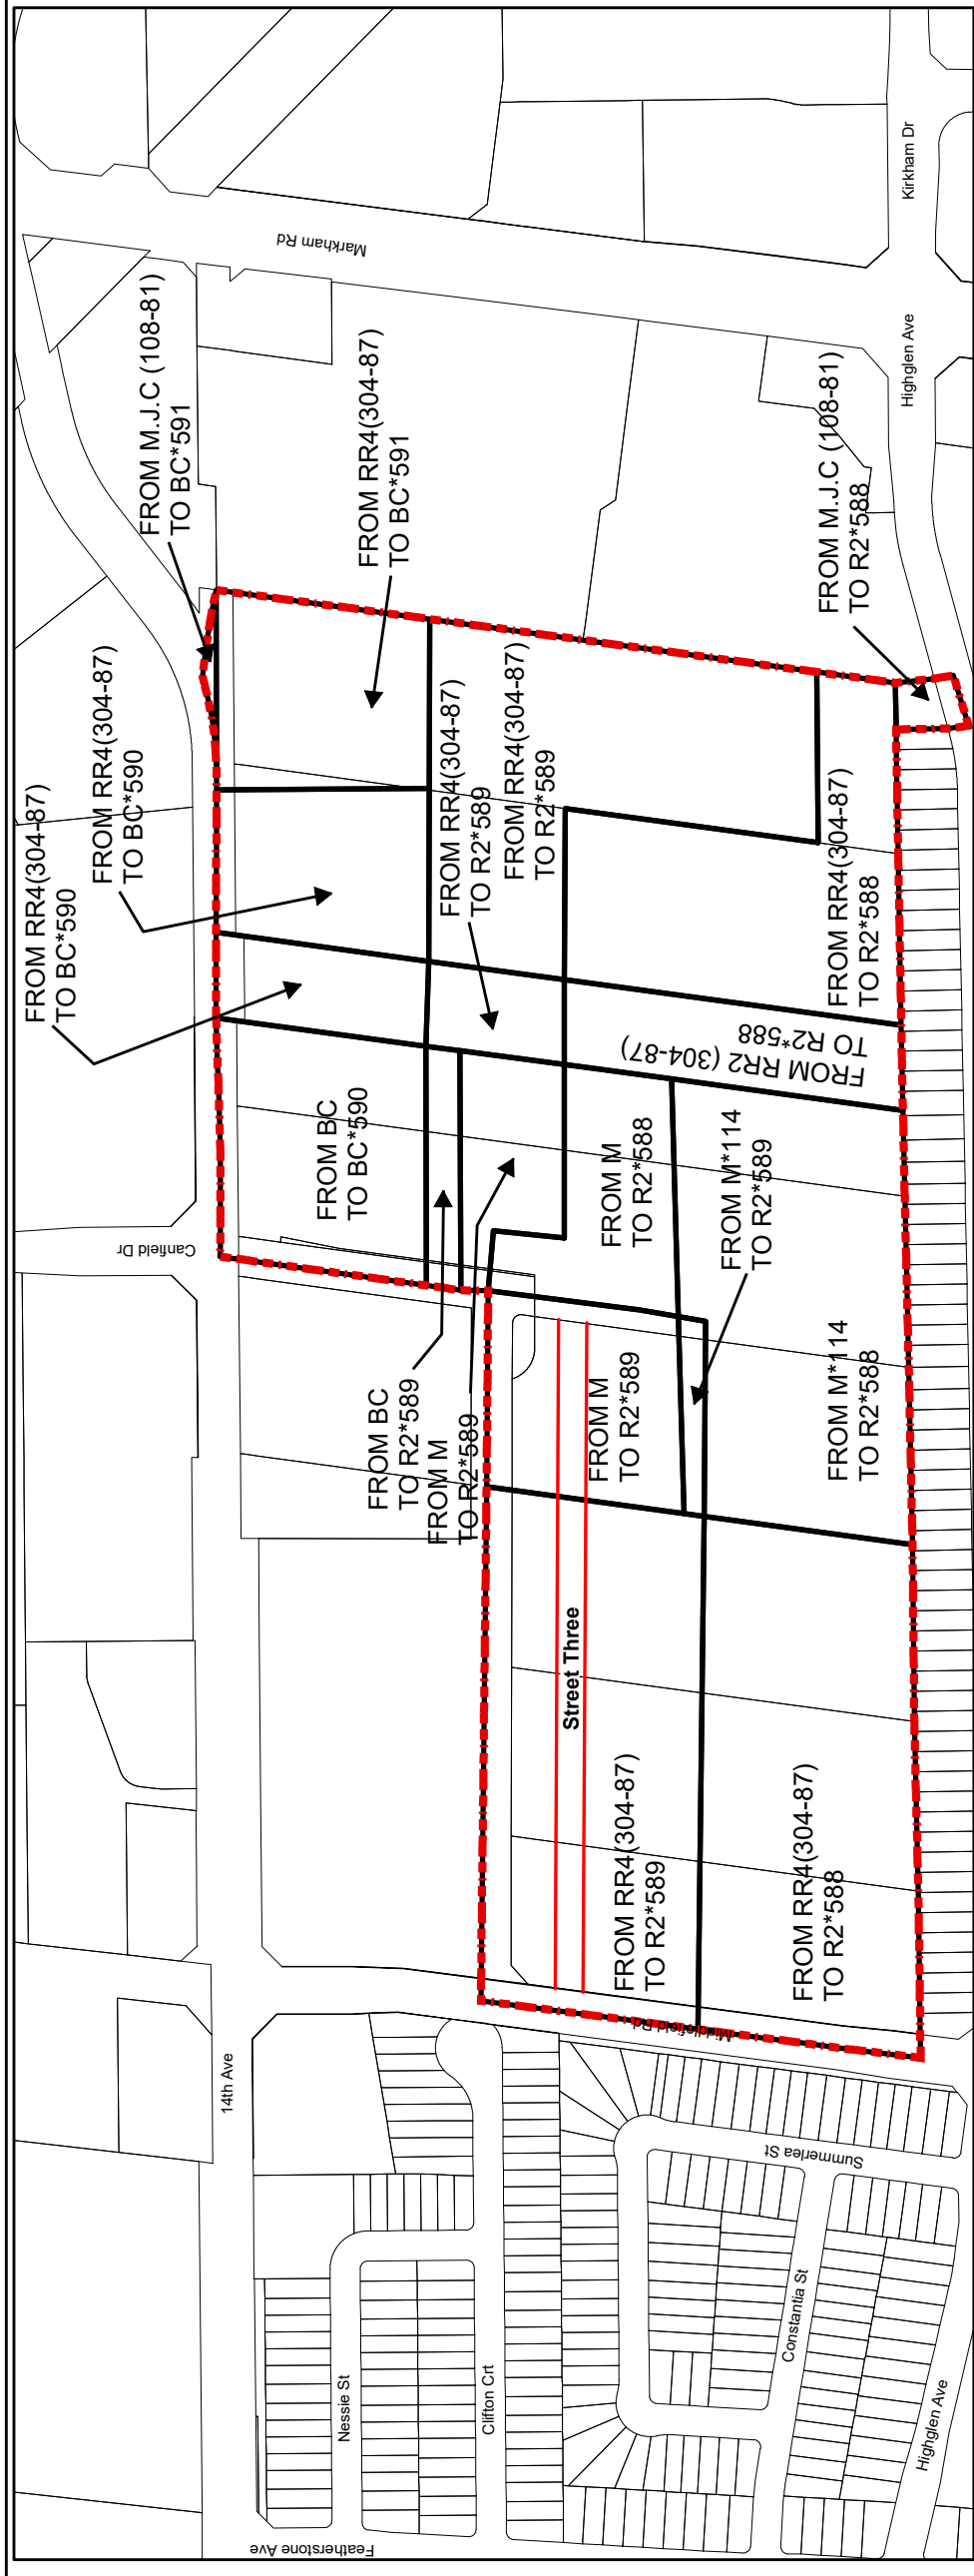 FROM RR4(304-87)
TO BC*590
FROM RR4(304-87)
TO BC*590
FROM M.J.C (108-81)
TO BC*591
FROM RR4(304-87)
TO BC*591
Markham Rd
Kirkham Dr
Highglen Ave
FROM M.J.C (108-81)
TO R2*588
FROM RR4(304-87)
TO R2*589
FROM RR4(304-87)
TO R2*589
FROM RR4(304-87)
TO R2*588
FROM RR2 (304-87)
TO R2*588
Canfield Dr
FROM BC
TO BC*590
FROM BC
TO R2*589
FROM M
TO R2*589
FROM M
TO R2*588
FROM M*114
TO R2*589
FROM M
TO R2*589
FROM M*114
TO R2*588
Street Three
FROM RR4(304-87)
TO R2*589
FROM RR4(304-87)
TO R2*588
Middlefield Rd
14th Ave
Summerlea St
Nessie St
Clifton Crt
Constantia St
Highglen Ave
Featherstone Ave